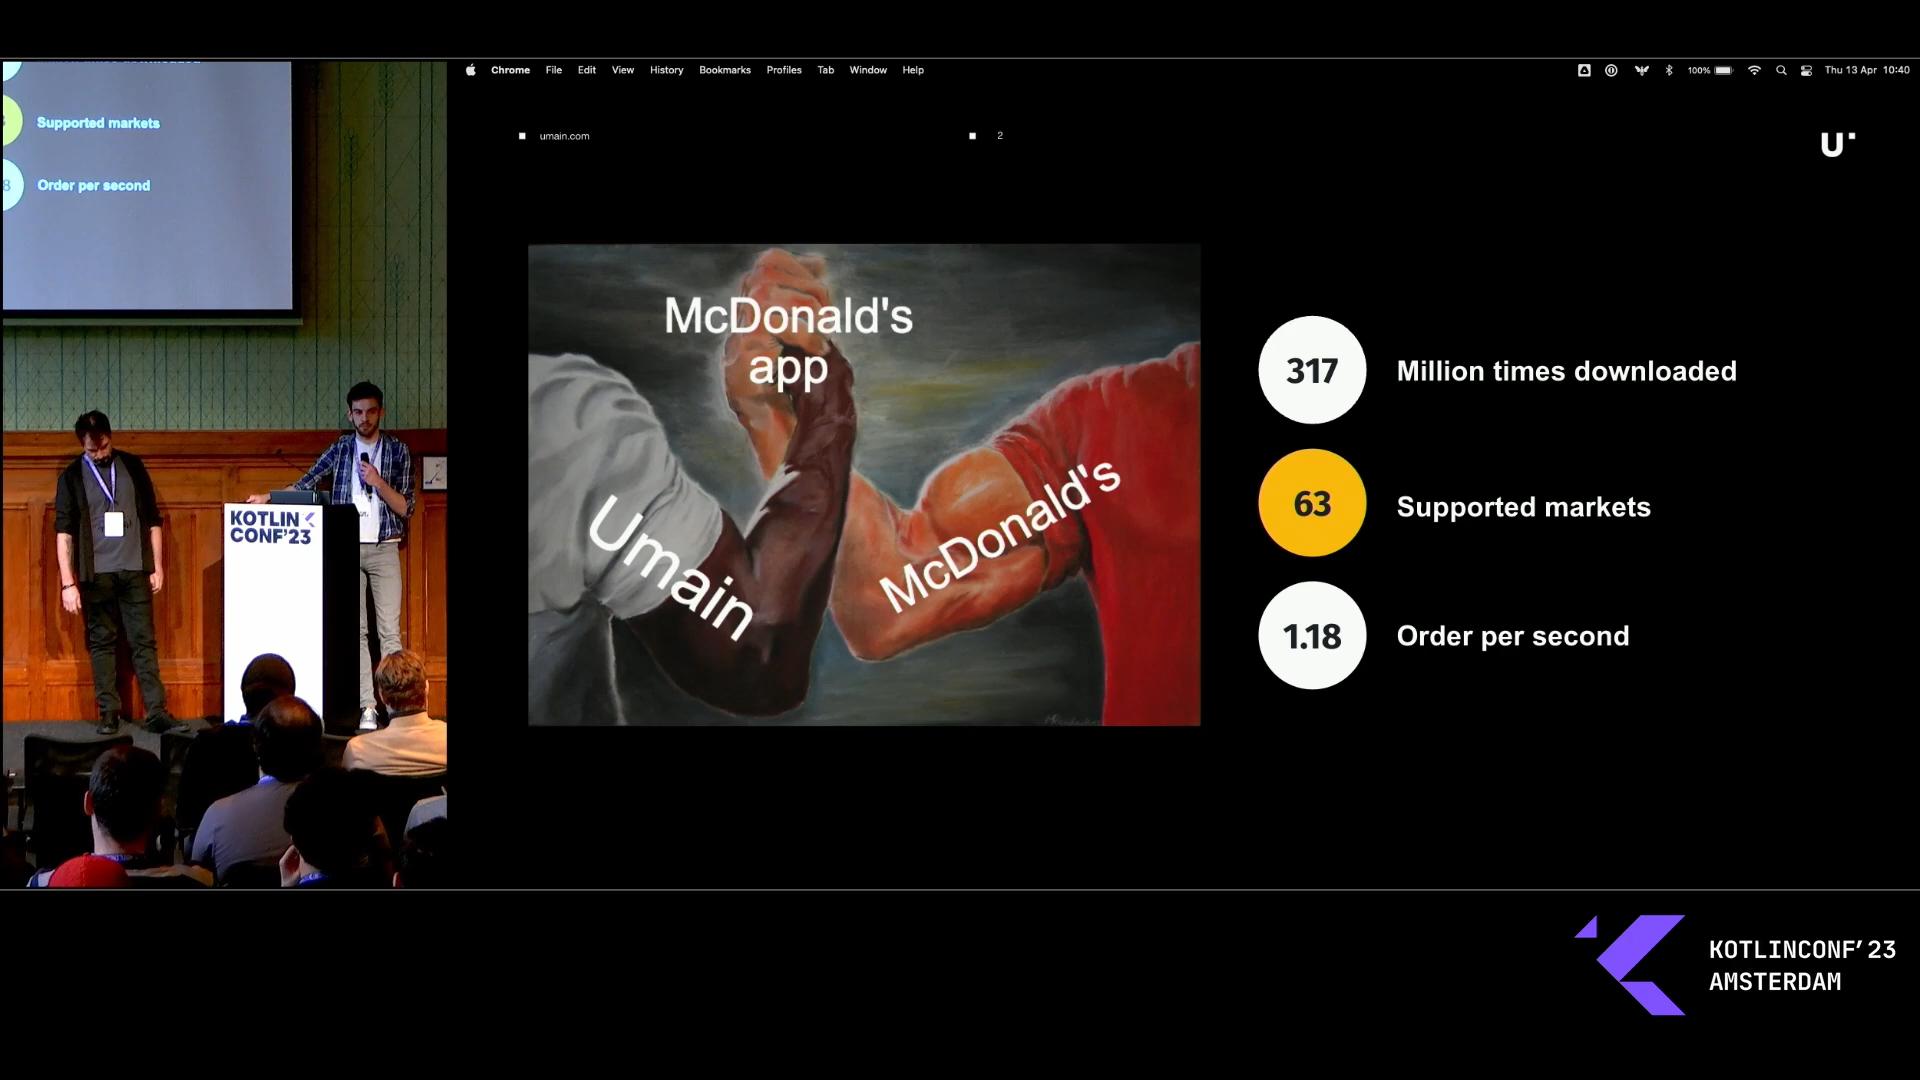 Supported markets
Order per second
KOTLIN
CONF'23
Chrome File Edit View History Bookmarks Profiles Tab Window Help
100% Thu 13 Apr 10:40
umain.com
2
U
McDonald's
app
Umain
McDonald's
317 Million times downloaded
63 Supported markets
1.18 Order per second
KOTLINCONF'23
AMSTERDAM